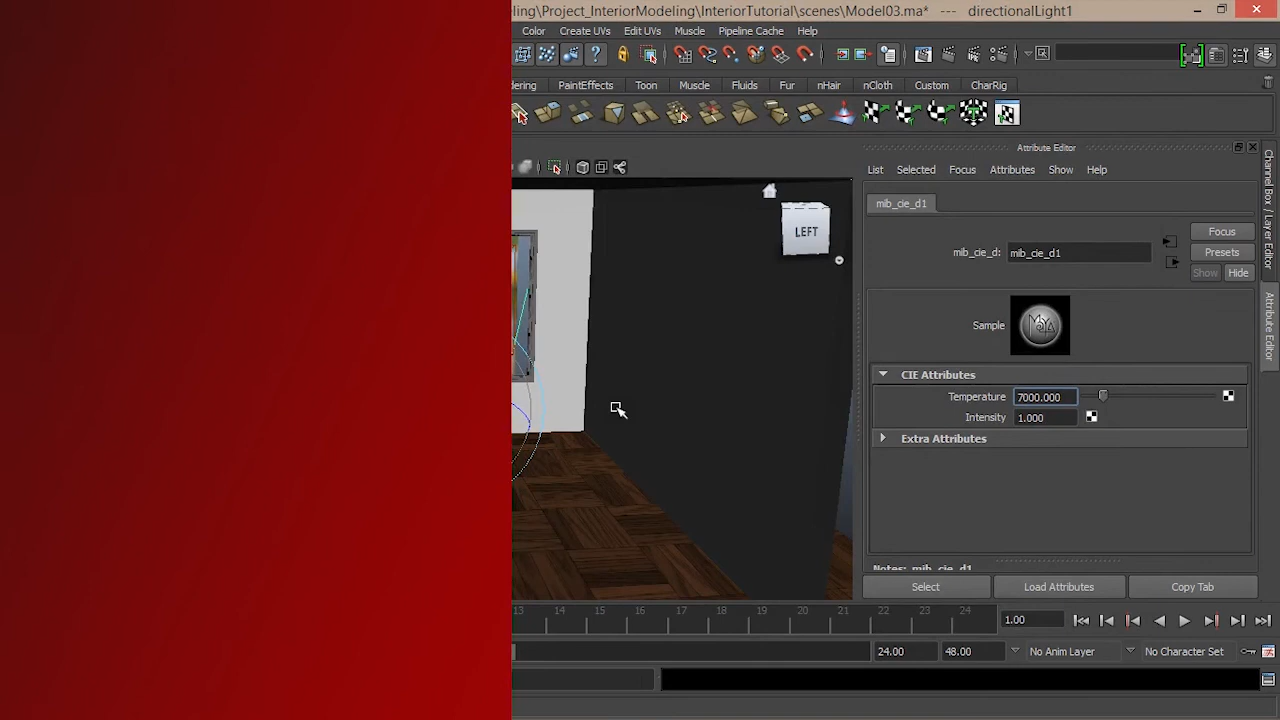 eling\Project_InteriorModeling\InteriorTutorial\scenes\Model03.ma* --- directionalLight1
Color Create UVs Edit UVs Muscle Pipeline Cache Help
dering PaintEffects Toon Muscle Fluids Fur nHair nCloth Custom CharRig
Attribute Editor
List Selected Focus Attributes Show Help
mib_cie_d1
Focus
mib_cie_d: mib_cie_d1
Presets
Show Hide
Sample
CIE Attributes
Temperature 7000.000
Intensity 1.000
Extra Attributes
Notes: mib_cie_d1
Select Load Attributes Copy Tab
LEFT
Channel Box / Layer Editor
Attribute Editor
13 14 15 16 17 18 19 20 21 22 23 24 1.00
24.00 48.00 No Anim Layer No Character Set